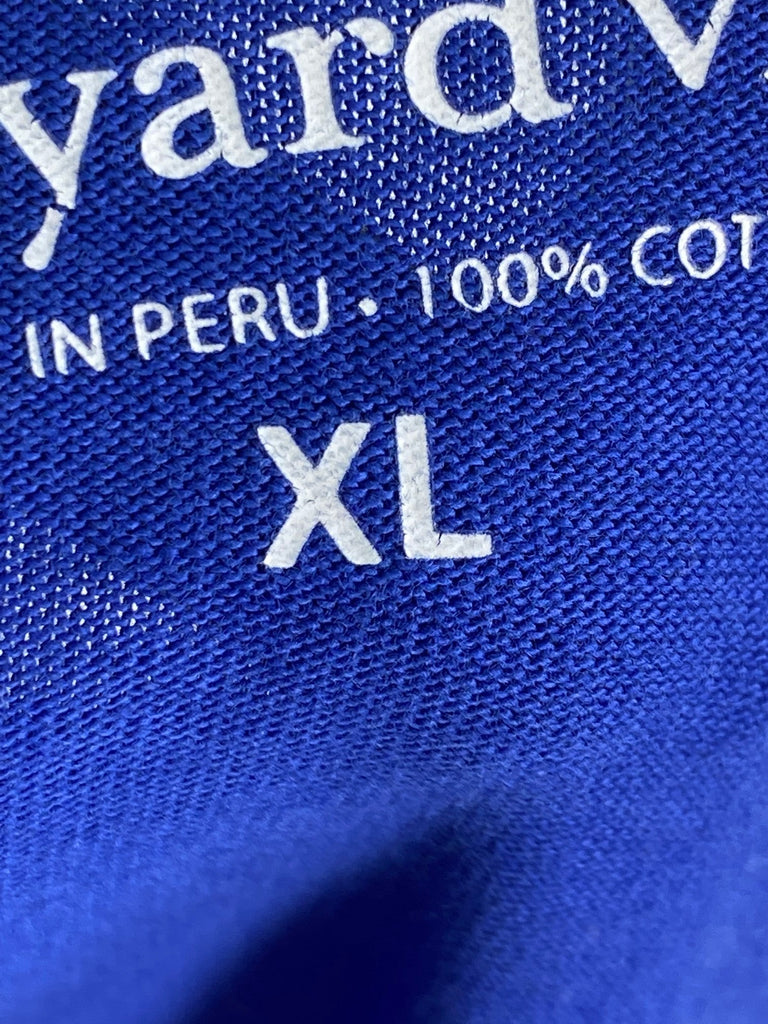 yard v
IN PERU • 100% COT
XL